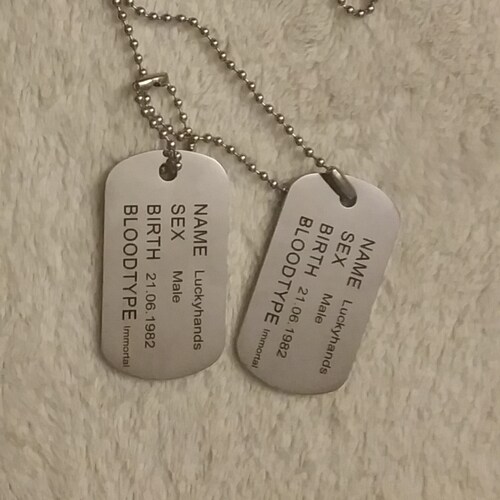 NAME Luckyhands
SEX Male
BIRTH 21.06.1982
BLOODTYPE Immortal
NAME Luckyhands
SEX Male
BIRTH 21.06.1982
BLOODTYPE Immortal